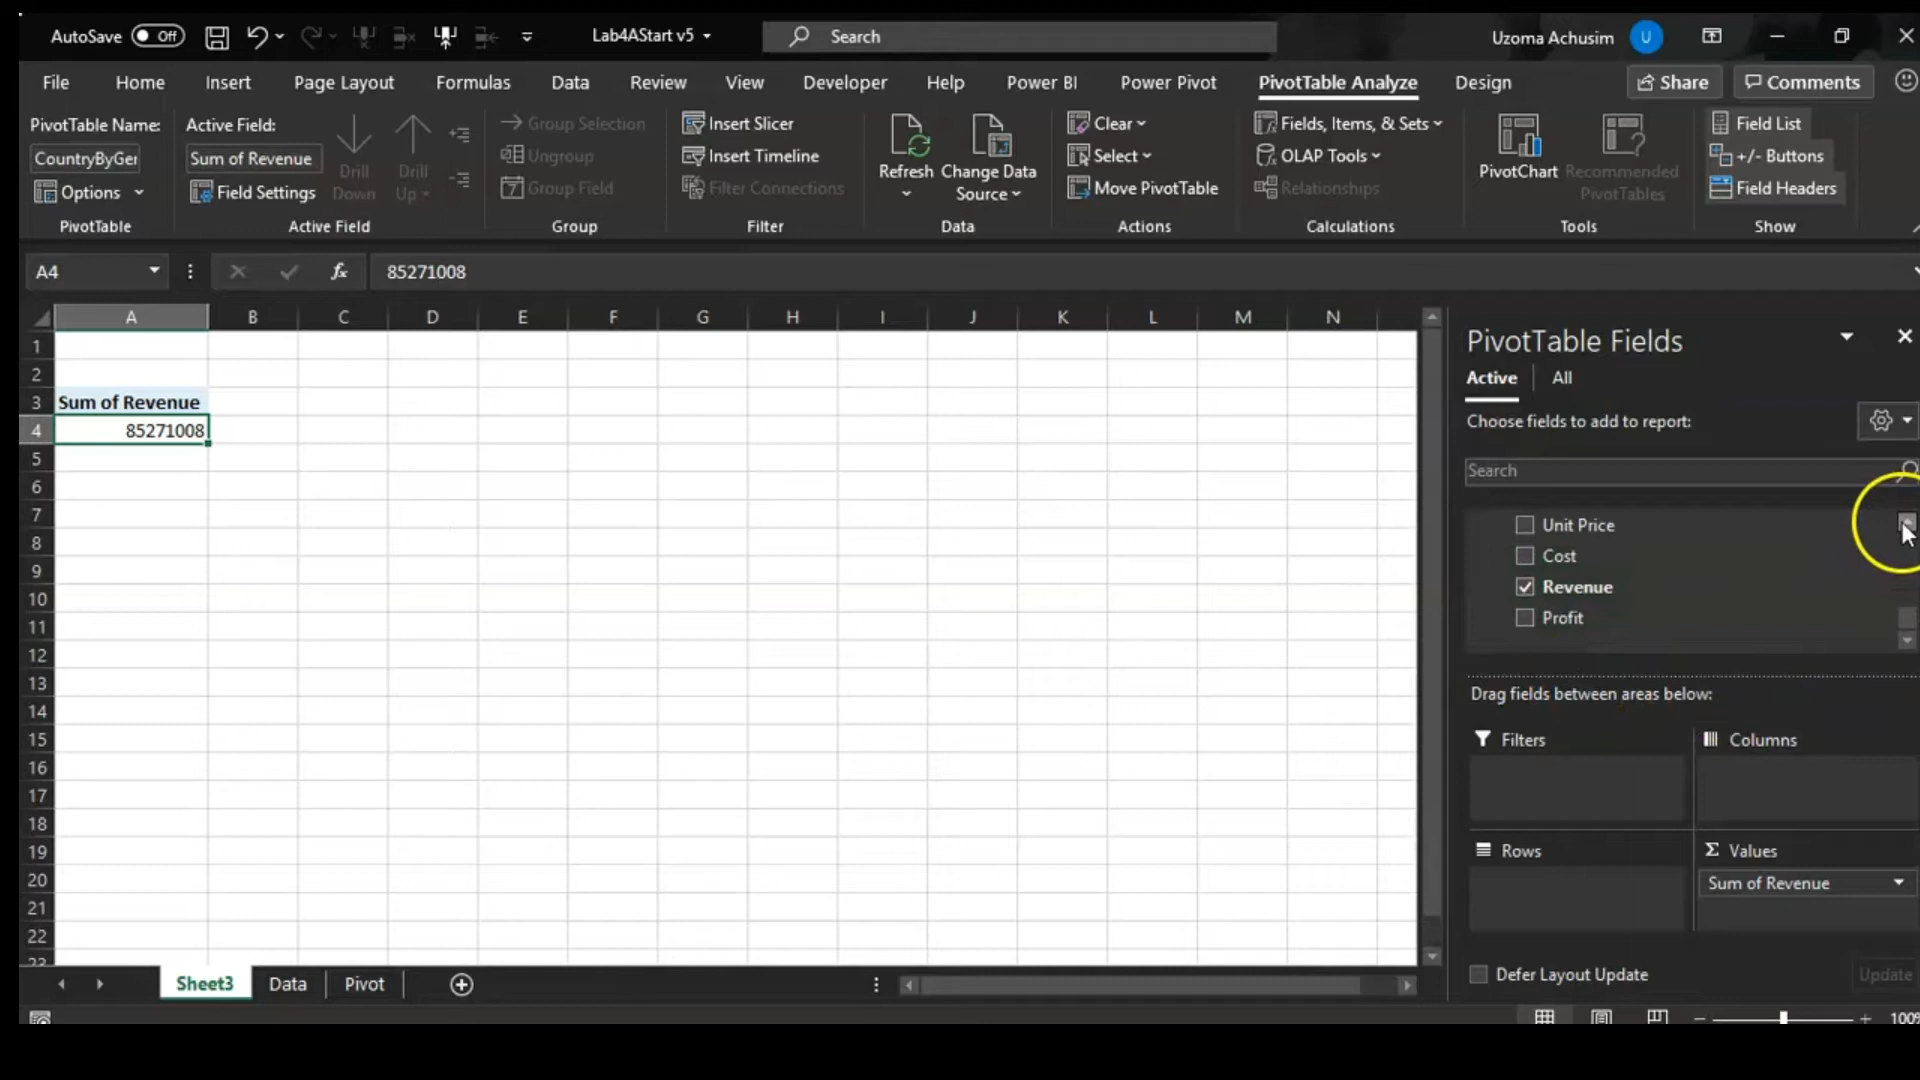 AutoSave Off Lab4AStart v5 Search Uzoma Achusim U
File Home Insert Page Layout Formulas Data Review View Developer Help Power BI Power Pivot PivotTable Analyze Design Share Comments
PivotTable Name:
CountryByGer
Options
PivotTable
Active Field:
Sum of Revenue
Field Settings
Drill
Down
Drill
Up
Active Field
Group Selection
Ungroup
7 Group Field
Group
Insert Slicer
Insert Timeline
Filter Connections
Filter
Refresh
Change Data
Source
Data
Clear
Select
Move PivotTable
Actions
Fields, Items, & Sets
OLAP Tools
Relationships
Calculations
PivotChart
Recommended
PivotTables
Tools
Field List
+/- Buttons
Field Headers
Show
A4 fx 85271008
A B C D E F G H I J K L M N
1
2
3 Sum of Revenue
4 85271008
5
6
7
8
9
10
11
12
13
14
15
16
17
18
19
20
21
22
23
PivotTable Fields
Active All
Choose fields to add to report:
Search
Unit Price
Cost
Revenue
Profit
Drag fields between areas below:
Filters
Columns
Rows
Σ Values
Sum of Revenue
Defer Layout Update Update
Sheet3 Data Pivot
100%